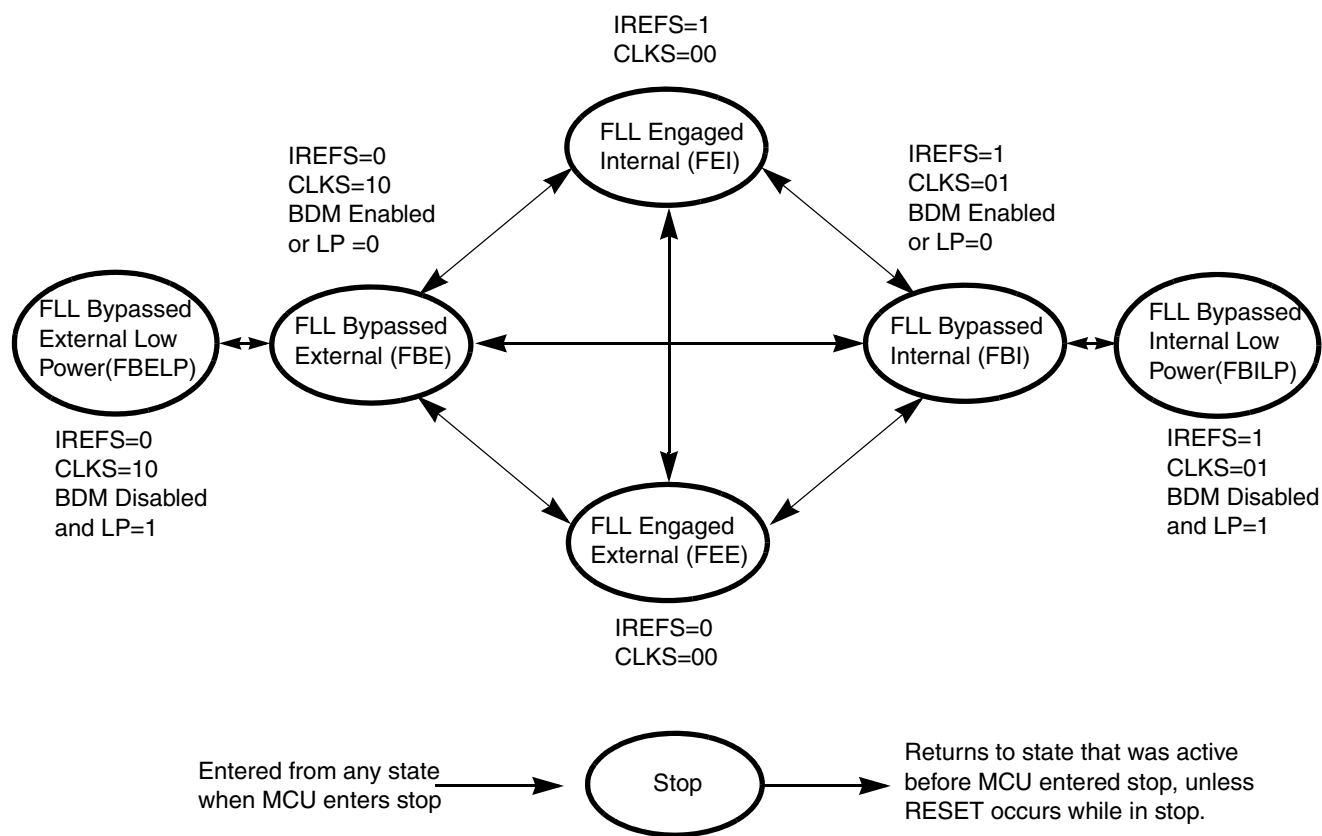 IREFS=1
CLKS=00
FLL Engaged
Internal (FEI)
IREFS=0
CLKS=10
BDM Enabled
or LP =0
IREFS=1
CLKS=01
BDM Enabled
or LP=0
FLL Bypassed
External Low
Power(FBELP)
FLL Bypassed
External (FBE)
FLL Bypassed
Internal (FBI)
FLL Bypassed
Internal Low
Power(FBILP)
IREFS=0
CLKS=10
BDM Disabled
and LP=1
IREFS=1
CLKS=01
BDM Disabled
and LP=1
FLL Engaged
External (FEE)
IREFS=0
CLKS=00
Entered from any state
when MCU enters stop
Stop
Returns to state that was active
before MCU entered stop, unless
RESET occurs while in stop.